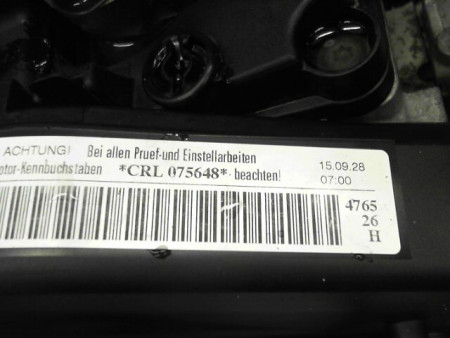 ACHTUNG! Bei allen Pruef-und Einstellarbeiten
otor-Kennbuchstaben *CRL 075648* beachten!
15.09.28
07:00
4765
26
H